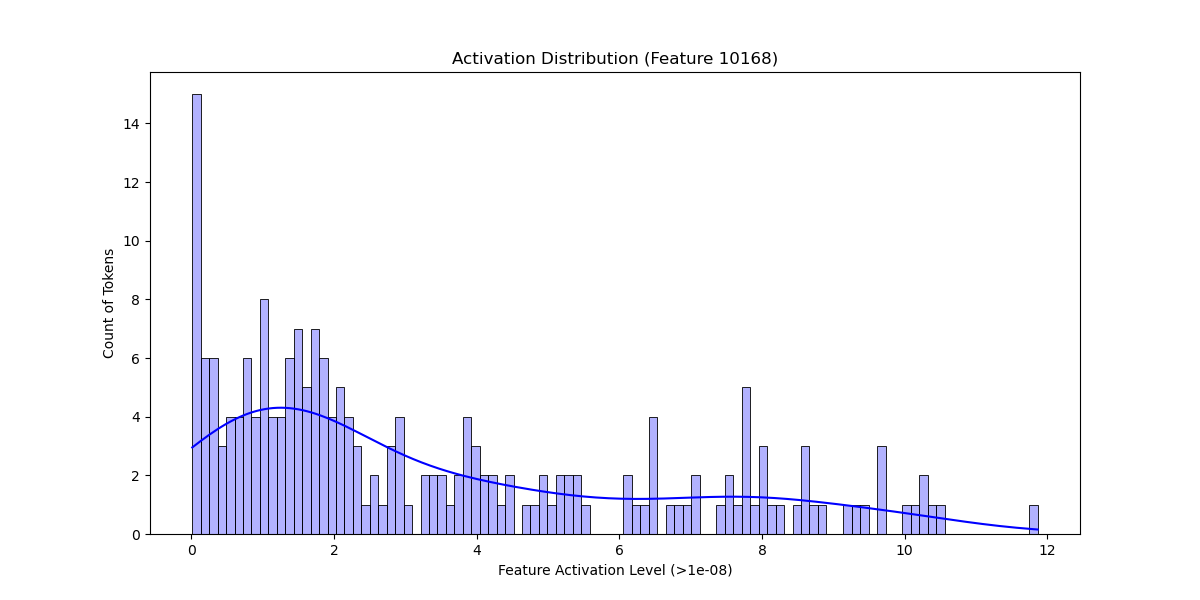 Activation Distribution (Feature 10168)
Count of Tokens
14
12
10
8
6
4
2
0
0 2 4 6 8 10 12
Feature Activation Level (>1e-08)